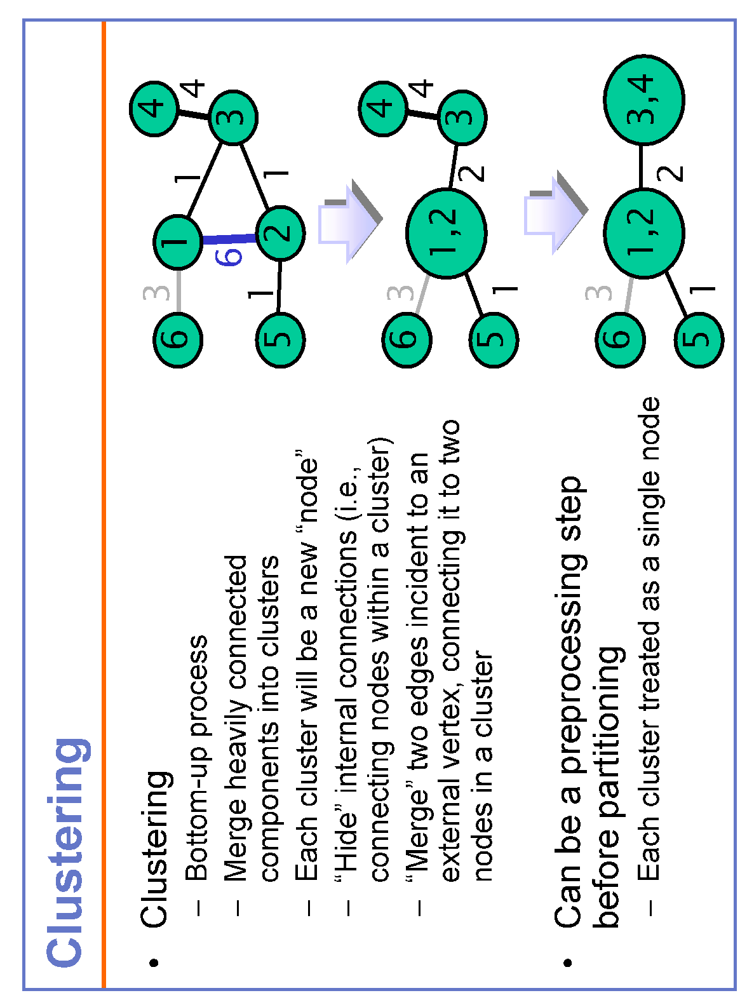 Clustering
• Clustering
– Bottom-up process
– Merge heavily connected
components into clusters
– Each cluster will be a new “node”
– “Hide” internal connections (i.e.,
connecting nodes within a cluster)
– “Merge” two edges incident to an
external vertex, connecting it to two
nodes in a cluster
• Can be a preprocessing step
before partitioning
– Each cluster treated as a single node
6 3 1 1 3 4 4
6
5 1 2 1
6 3 1,2 2 3 4 4
5 1
6 3 1,2 2 3,4
5 1